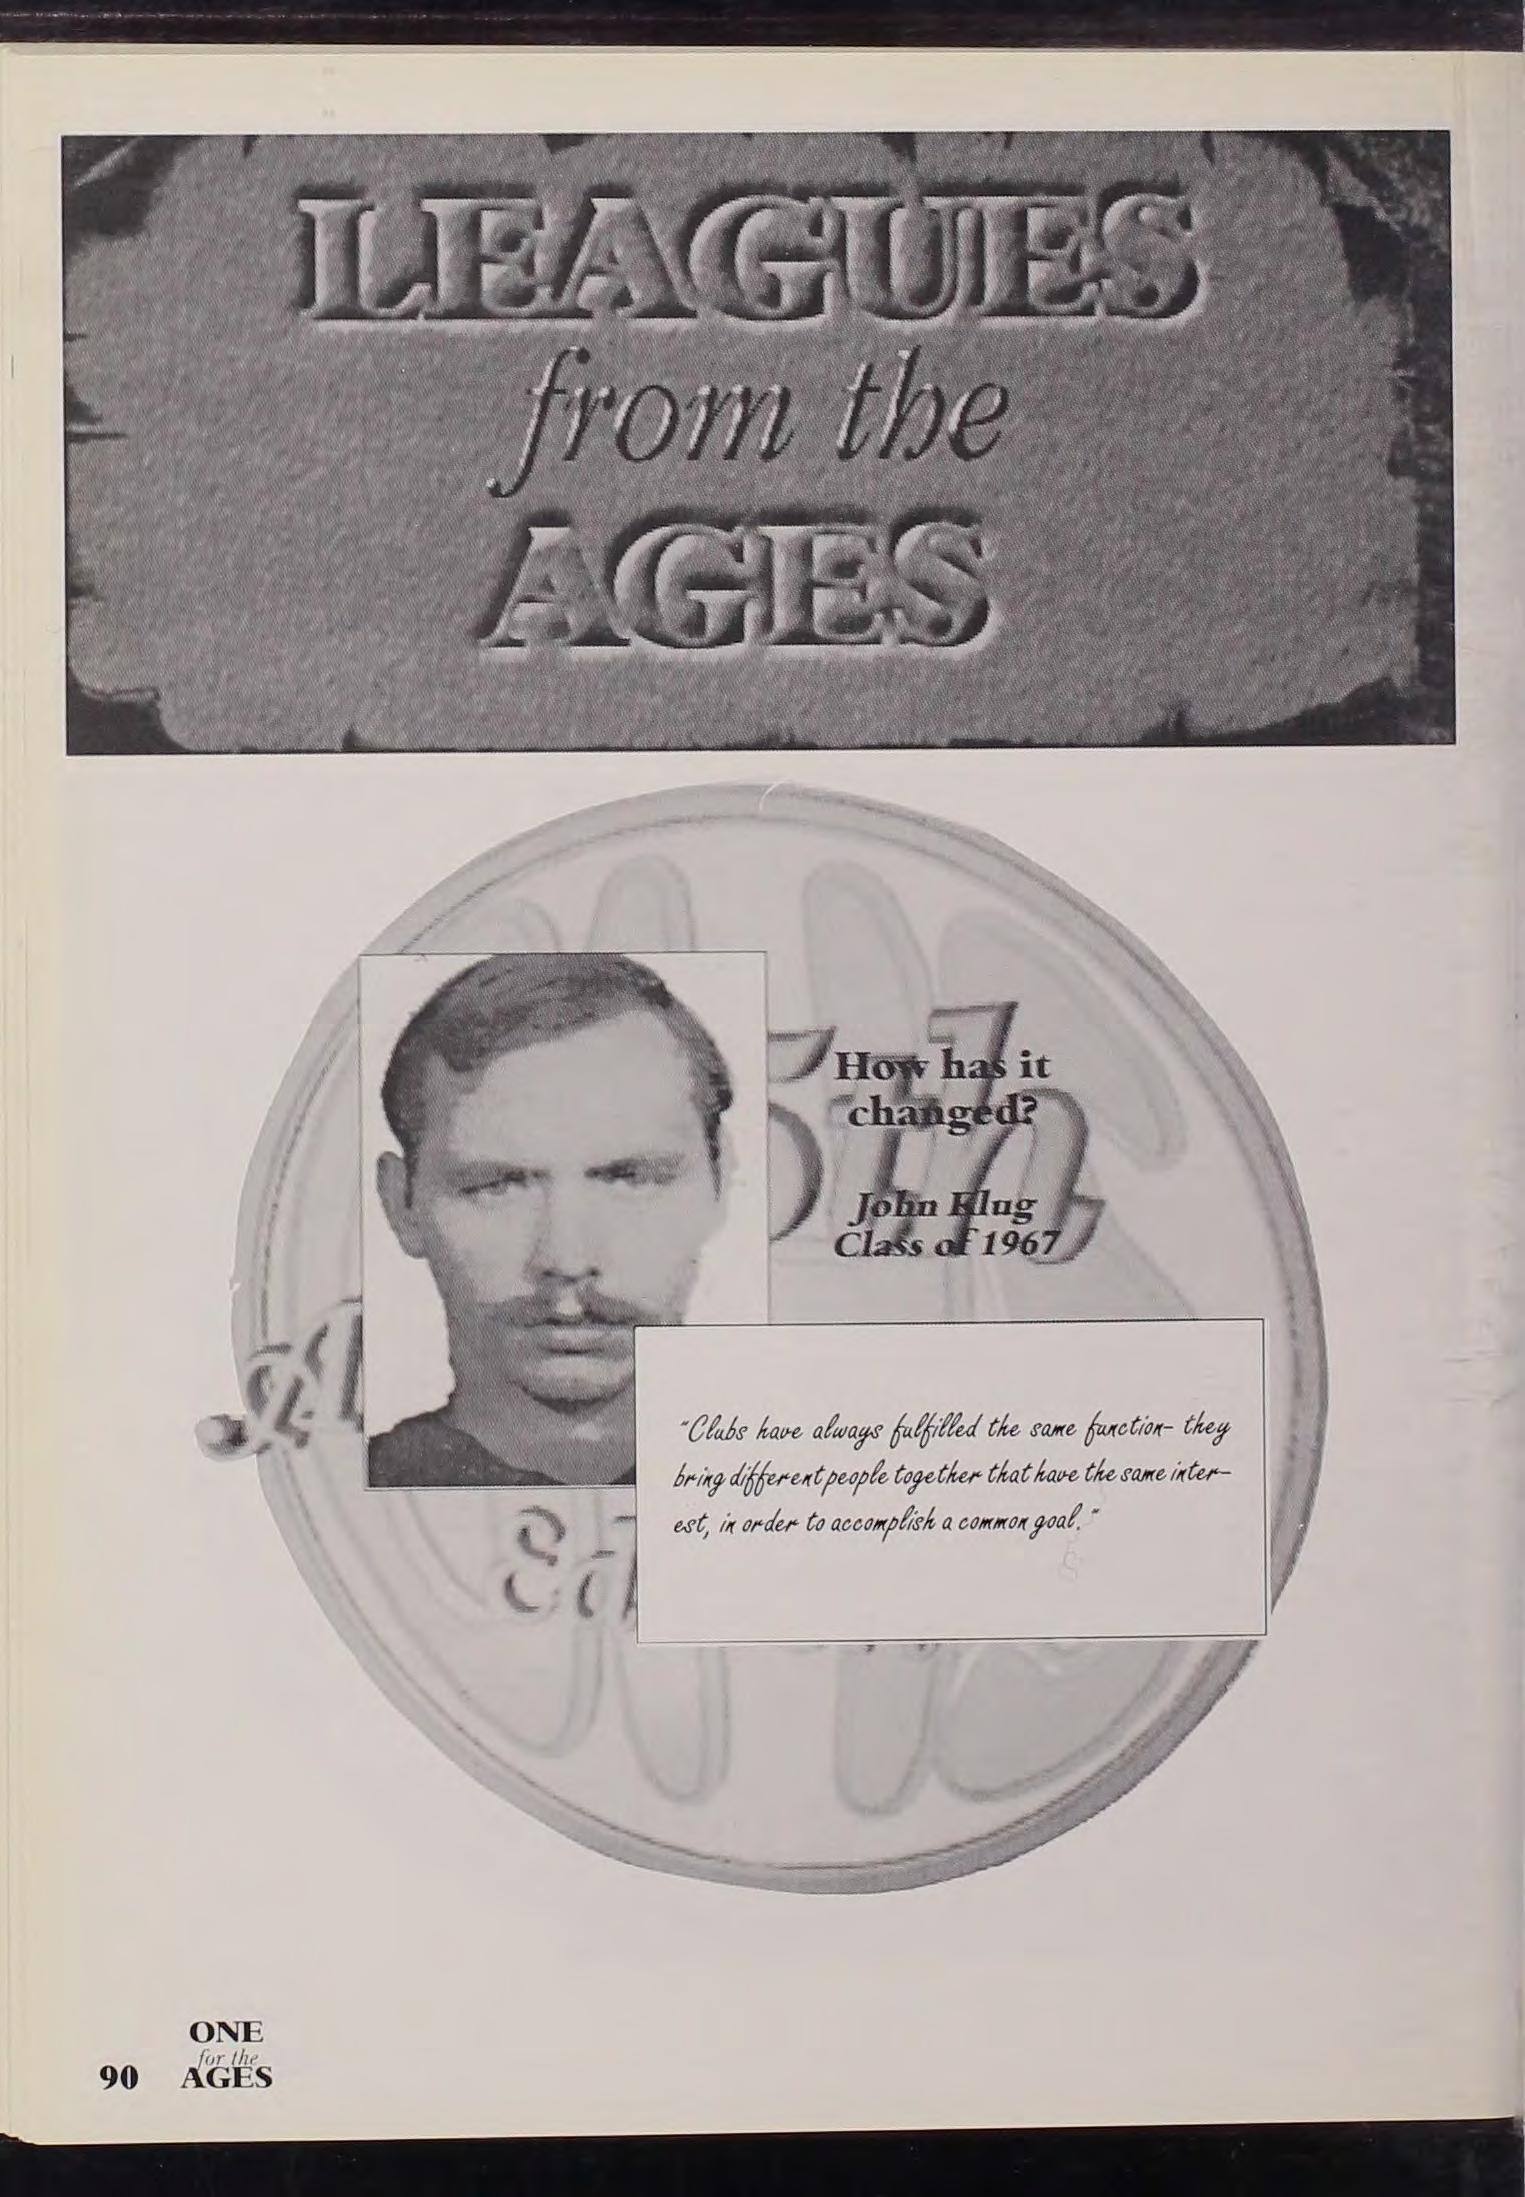 LEAGUES
from the
AGES
How has it
changed?
John Klug
Class of 1967
"Clubs have always fulfilled the same function- they
bring different people together that have the same inter-
est, in order to accomplish a common goal."
ONE
for the
90 AGES